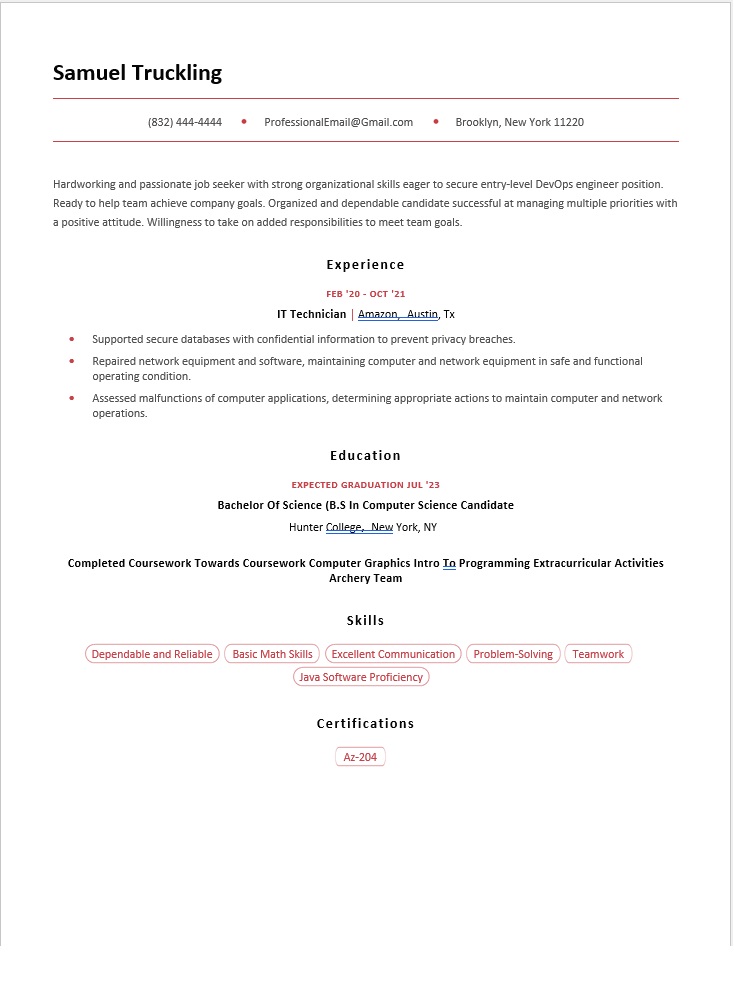 Samuel Truckling
(832) 444-4444 • ProfessionalEmail@Gmail.com • Brooklyn, New York 11220
Hardworking and passionate job seeker with strong organizational skills eager to secure entry-level DevOps engineer position.
Ready to help team achieve company goals. Organized and dependable candidate successful at managing multiple priorities with
a positive attitude. Willingness to take on added responsibilities to meet team goals.
Experience
FEB '20 - OCT '21
IT Technician | Amazon, Austin, Tx
• Supported secure databases with confidential information to prevent privacy breaches.
• Repaired network equipment and software, maintaining computer and network equipment in safe and functional
operating condition.
• Assessed malfunctions of computer applications, determining appropriate actions to maintain computer and network
operations.
Education
EXPECTED GRADUATION JUL '23
Bachelor Of Science (B.S In Computer Science Candidate
Hunter College, New York, NY
Completed Coursework Towards Coursework Computer Graphics Intro To Programming Extracurricular Activities
Archery Team
Skills
Dependable and Reliable Basic Math Skills Excellent Communication Problem-Solving Teamwork
Java Software Proficiency
Certifications
Az-204